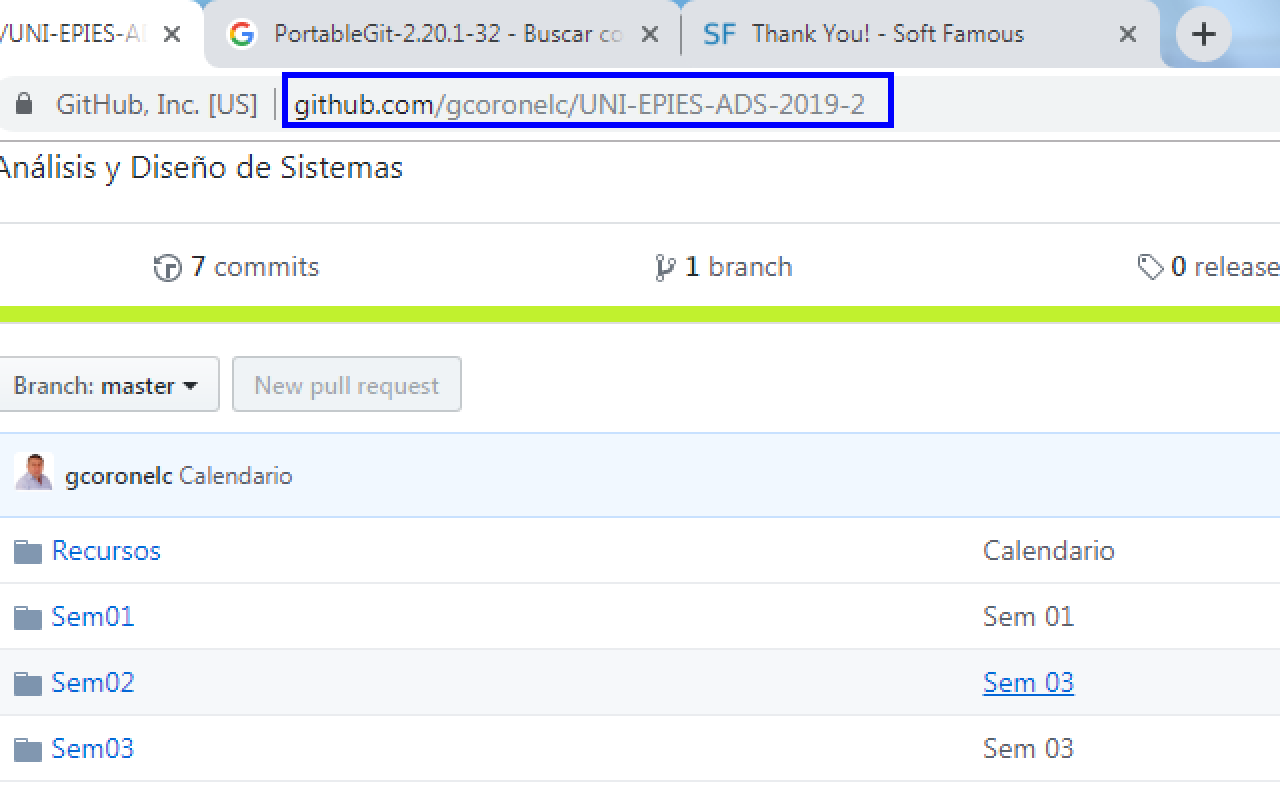 /UNI-EPIES-AD
PortableGit-2.20.1-32 - Buscar co
SF Thank You! - Soft Famous
GitHub, Inc. [US] github.com/gcoronelc/UNI-EPIES-ADS-2019-2
Análisis y Diseño de Sistemas
7 commits 1 branch 0 release
Branch: master New pull request
gcoronelc Calendario
Recursos Calendario
Sem01 Sem 01
Sem02 Sem 03
Sem03 Sem 03